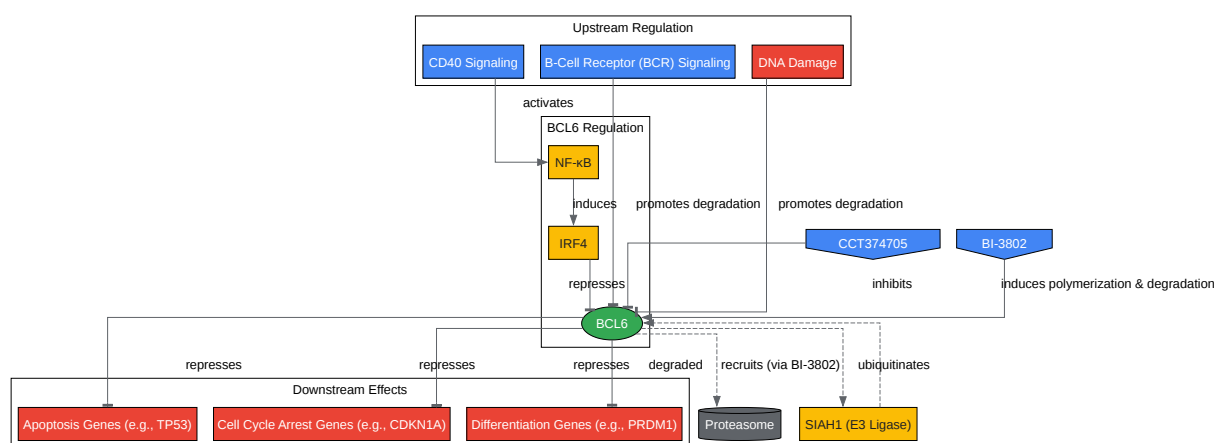 Upstream Regulation
CD40 Signaling
B-Cell Receptor (BCR) Signaling
DNA Damage
activates
BCL6 Regulation
NF-κB
induces
promotes degradation
promotes degradation
IRF4
CCT374705
BI-3802
represses
inhibits
induces polymerization & degradation
BCL6
represses
represses
represses
degraded
recruits (via BI-3802)
ubiquitinates
Downstream Effects
Apoptosis Genes (e.g., TP53)
Cell Cycle Arrest Genes (e.g., CDKN1A)
Differentiation Genes (e.g., PRDM1)
Proteasome
SIAH1 (E3 Ligase)